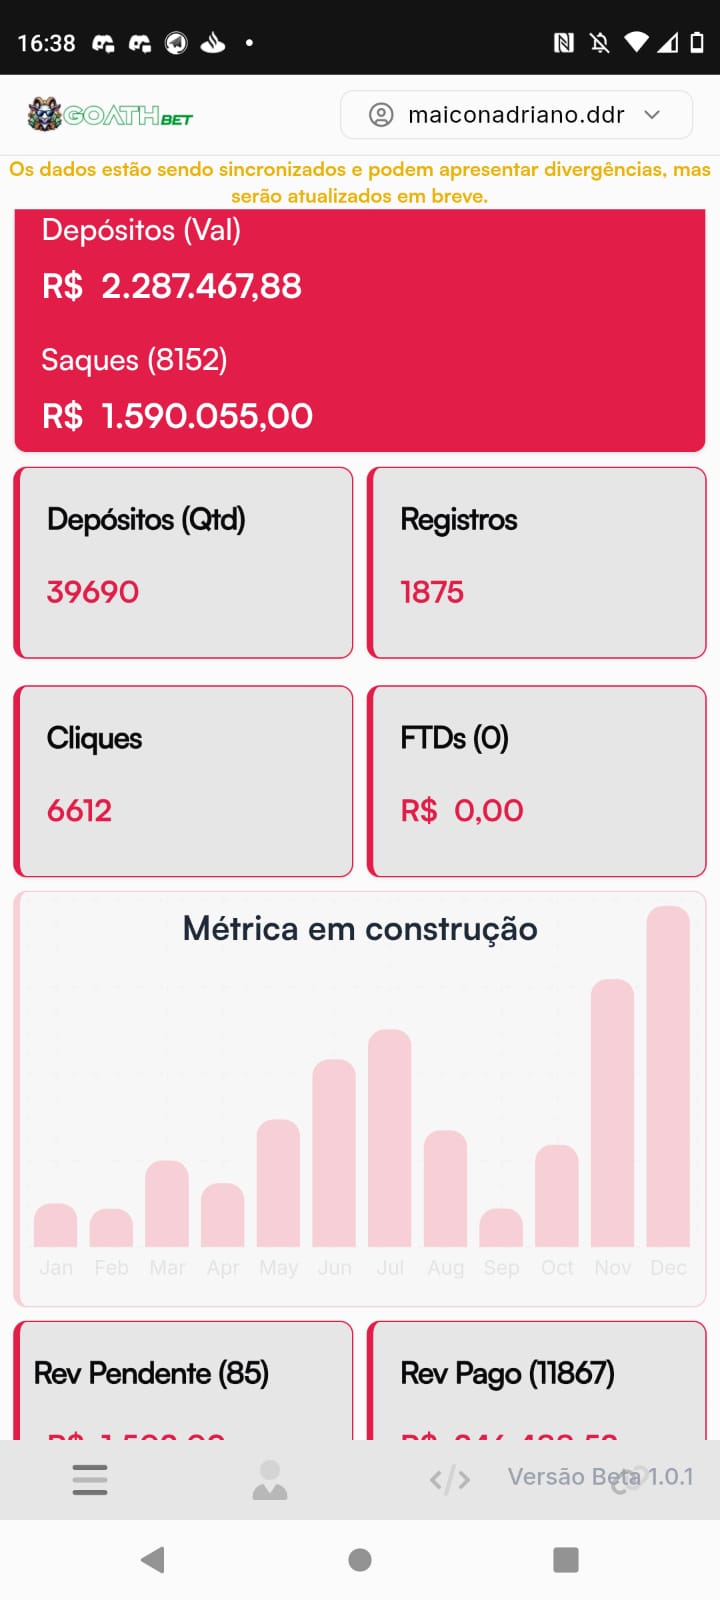 16:38
GOATHBET
maiconadriano.ddr
Os dados estão sendo sincronizados e podem apresentar divergências, mas
serão atualizados em breve.
Depósitos (Val)
R$ 2.287.467,88
Saques (8152)
R$ 1.590.055,00
Depósitos (Qtd)
39690
Registros
1875
Cliques
6612
FTDs (0)
R$ 0,00
Métrica em construção
Jan Feb Mar Apr May Jun Jul Aug Sep Oct Nov Dec
Rev Pendente (85)
Rev Pago (11867)
Versão Beta 1.0.1